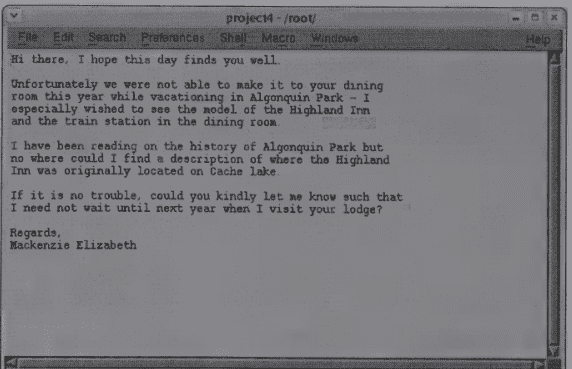 project4 - /root/
File Edit Search Preferences Shell Macro Windows Help
Hi there, I hope this day finds you well.
Unfortunately we were not able to make it to your dining
room this year while vacationing in Algonquin Park - I
especially wished to see the model of the Highland Inn
and the train station in the dining room.
I have been reading on the history of Algonquin Park but
no where could I find a description of where the Highland
Inn was originally located on Cache lake.
If it is no trouble, could you kindly let me know such that
I need not wait until next year when I visit your lodge?
Regards,
Mackenzie Elizabeth